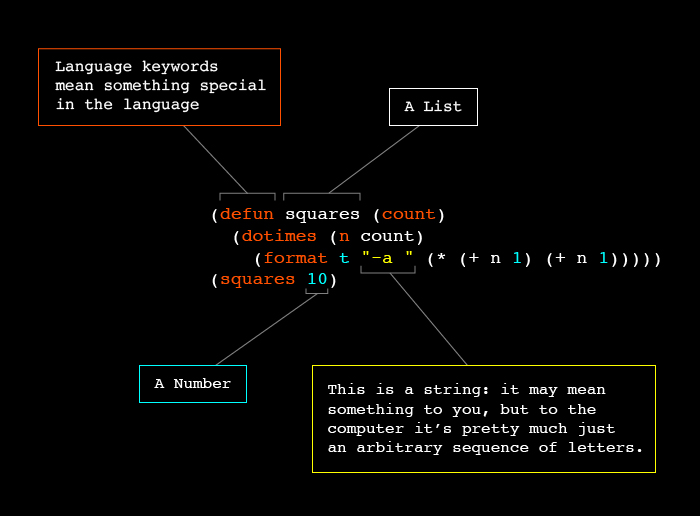 Language keywords
mean something special
in the language
A List
(defun squares (count)
(dotimes (n count)
(format t "-a " (* (+ n 1) (+ n 1)))))
(squares 10)
A Number
This is a string: it may mean
something to you, but to the
computer it’s pretty much just
an arbitrary sequence of letters.